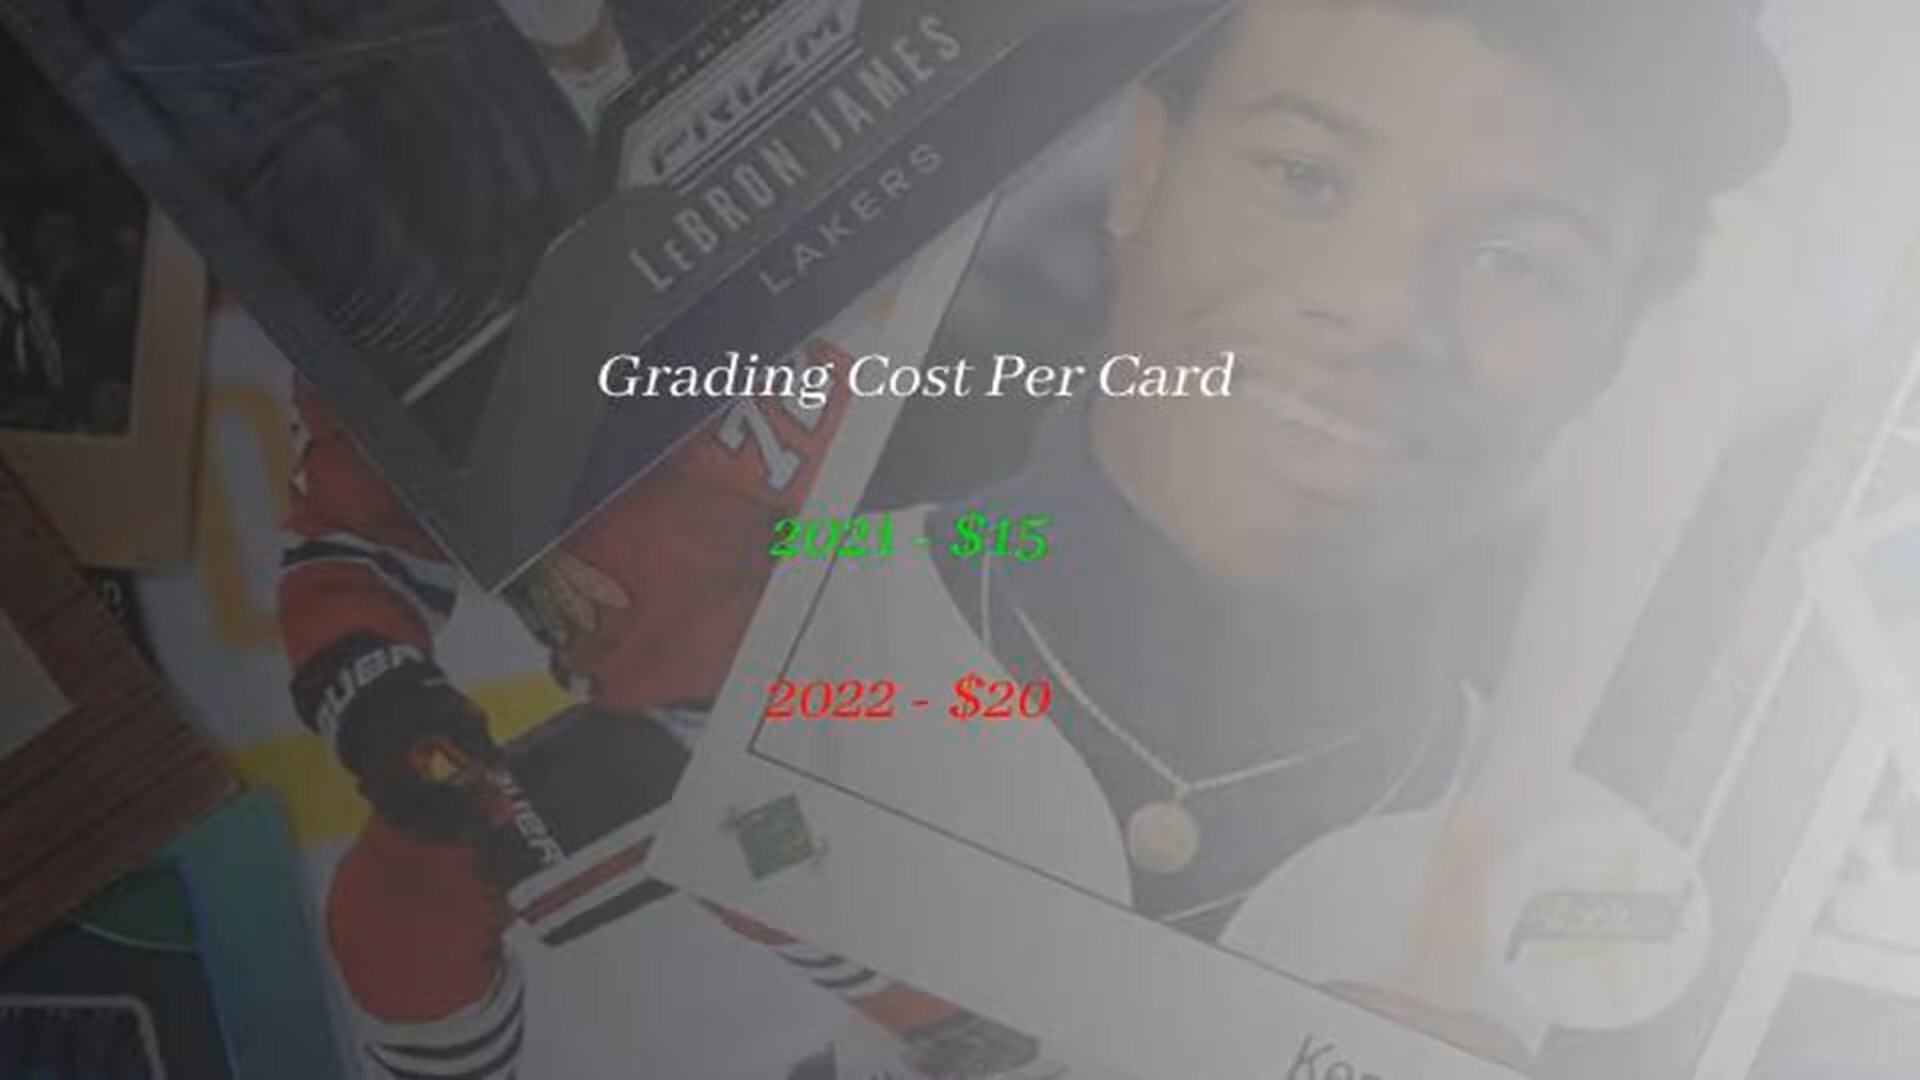 PRIZM
LeBRON JAMES
LAKERS
Grading Cost Per Card
2021 - $15
2022 - $20